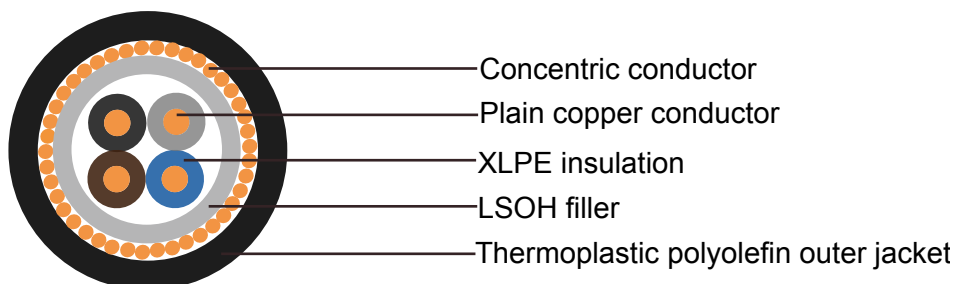 Concentric conductor
Plain copper conductor
XLPE insulation
LSOH filler
Thermoplastic polyolefin outer jacket